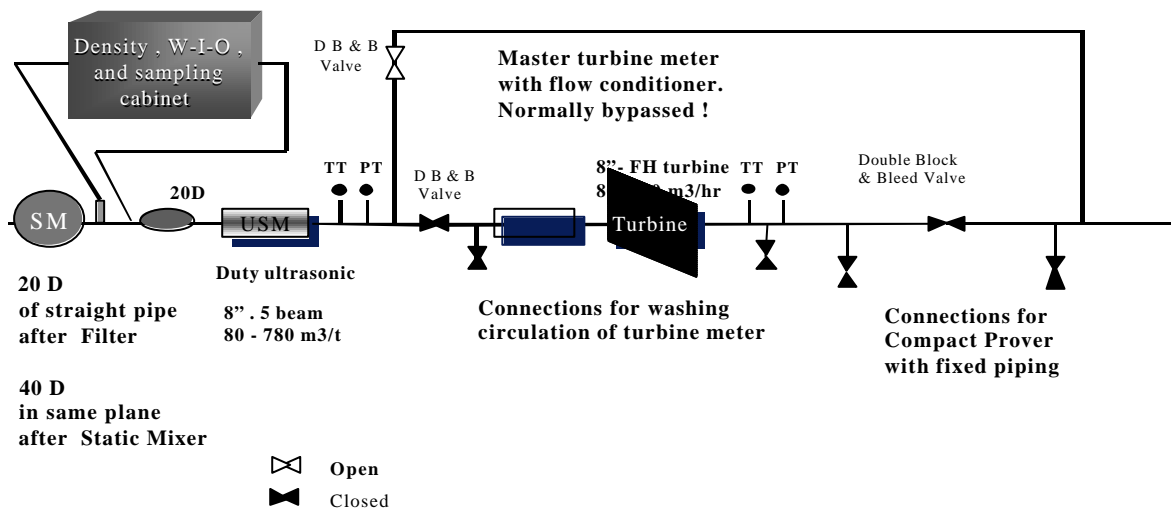 Density , W-I-O ,
and sampling
cabinet
D B & B
Valve
Master turbine meter
with flow conditioner.
Normally bypassed !
TT PT
D B & B
Valve
8”- FH turbine
m3/hr
TT PT
Double Block
& Bleed Valve
20D
SM
USM
Turbine
20 D
of straight pipe
after Filter
Duty ultrasonic
8” . 5 beam
80 - 780 m3/t
Connections for washing
circulation of turbine meter
Connections for
Compact Prover
with fixed piping
40 D
in same plane
after Static Mixer
Open
Closed